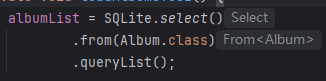 albumList = SQLite.select() Select
.from(Album.class) From<Album>
.queryList();